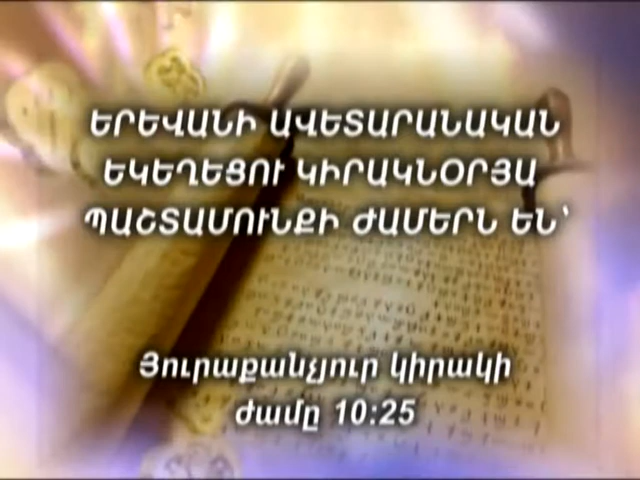 ԵՐԵՎԱՆԻ ԱՎԵՏԱՐԱՆԱԿԱՆ
ԵԿԵՂԵՑՈՒ ԿԻՐԱԿՆՕՐՅԱ
ՊԱՇՏԱՄՈՒՆՔԻ ԺԱՄԵՐՆ ԵՆ՝
Յուրաքանչյուր կիրակի
ժամը 10:25